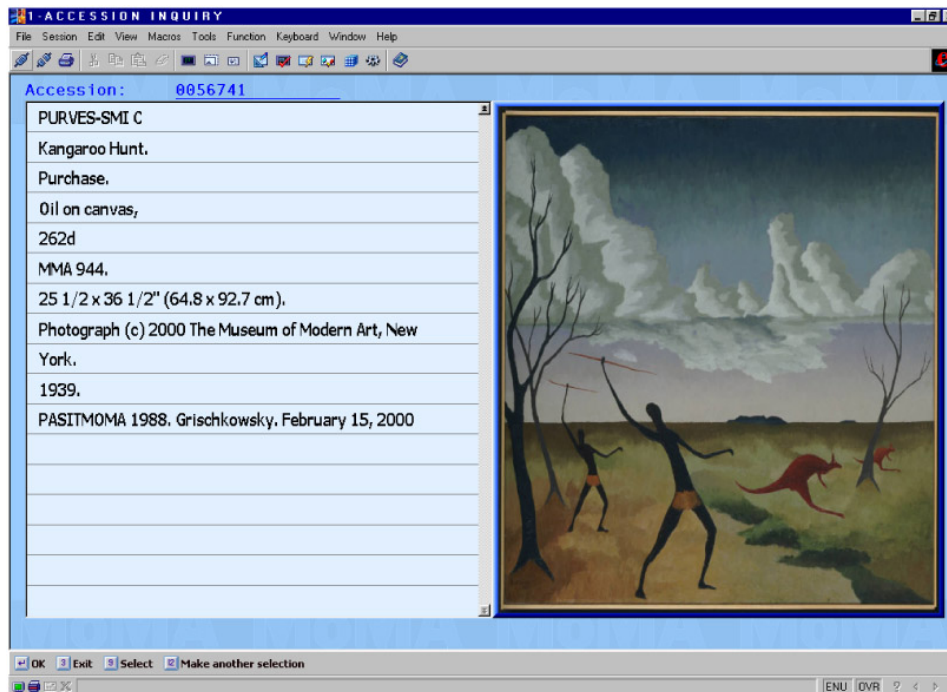 1-ACCESSION INQUIRY
File Session Edit View Macros Tools Function Keyboard Window Help
Accession: 0056741
PURVES-SMI C
Kangaroo Hunt.
Purchase.
Oil on canvas,
262d
MMA 944.
25 1/2 x 36 1/2" (64.8 x 92.7 cm).
Photograph (c) 2000 The Museum of Modern Art, New
York.
1939.
PASITMOMA 1988. Grischkowsky. February 15, 2000
OK 3 Exit 9 Select 12 Make another selection
ENU OVR ?